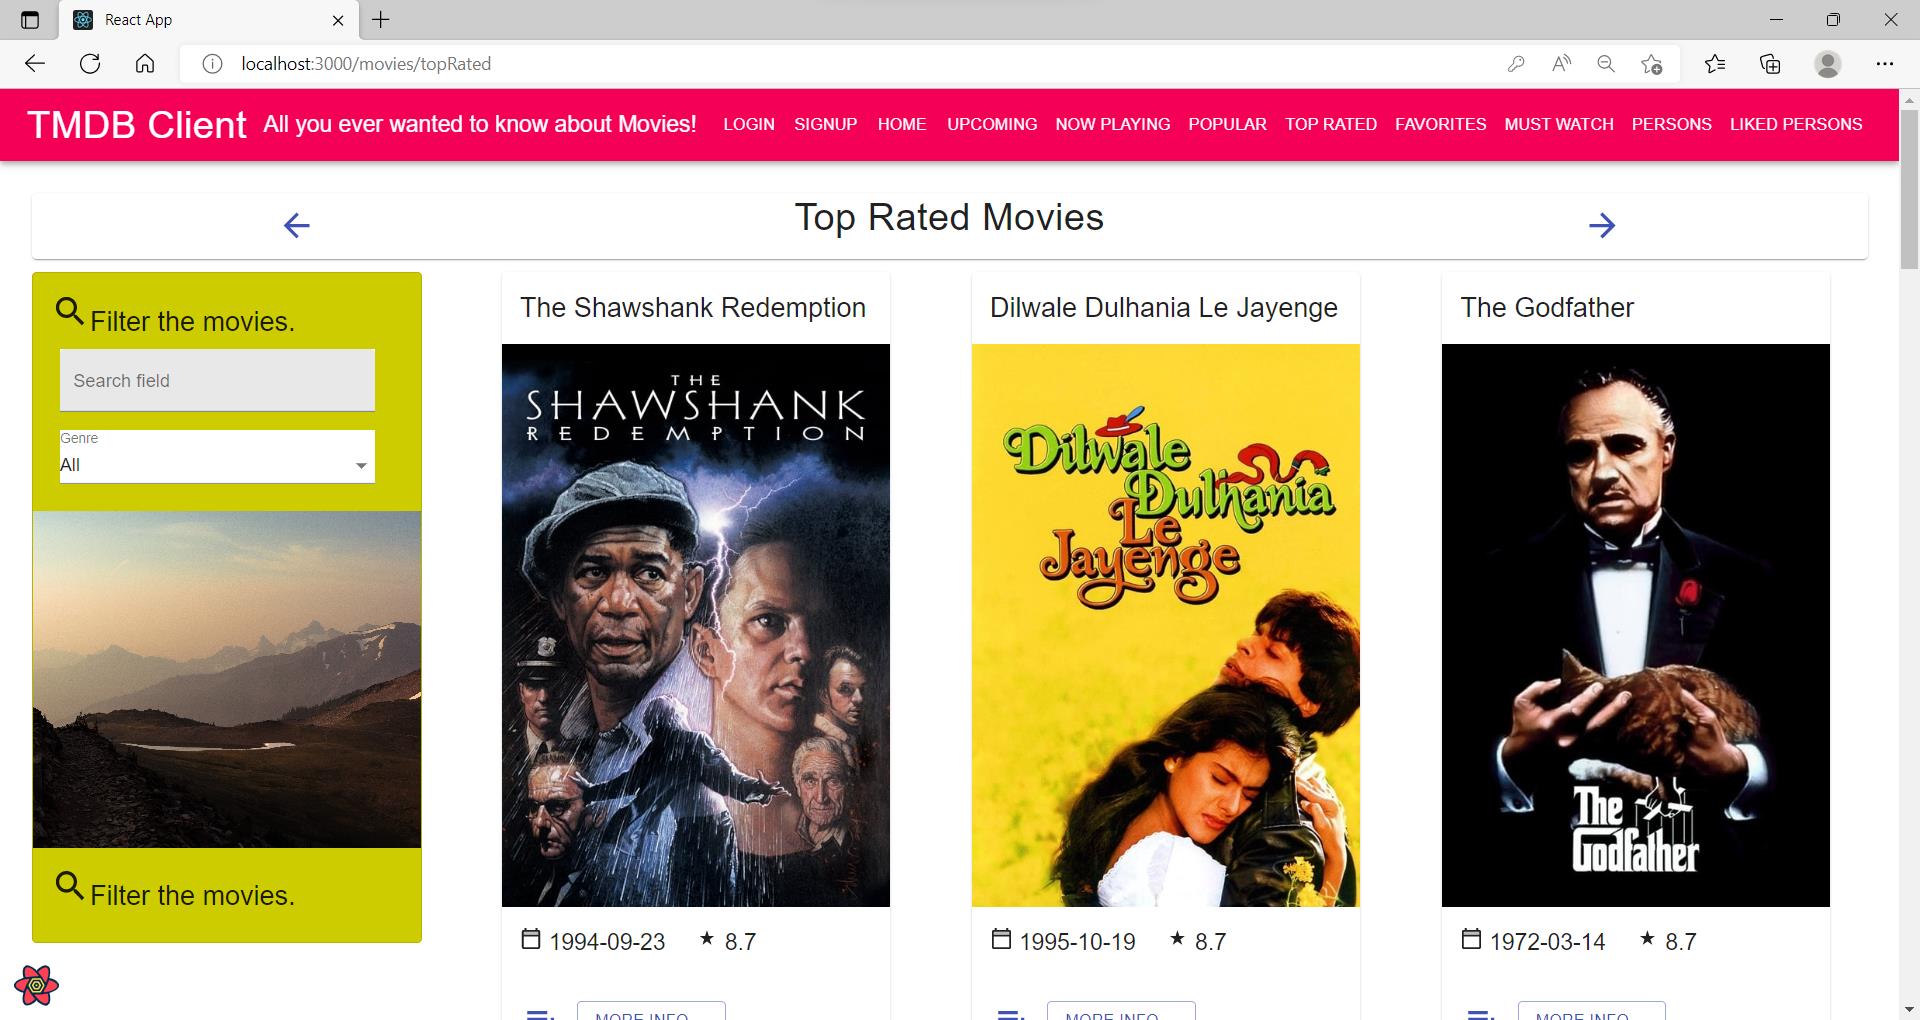 React App
localhost:3000/movies/topRated
TMDB Client All you ever wanted to know about Movies! LOGIN SIGNUP HOME UPCOMING NOW PLAYING POPULAR TOP RATED FAVORITES MUST WATCH PERSONS LIKED PERSONS
Top Rated Movies
Filter the movies.
Search field
Genre
All
Filter the movies.
The Shawshank Redemption
THE
SHAWSHANK
REDEMPTION
1994-09-23 8.7
MORE INFO
Dilwale Dulhania Le Jayenge
Dilwale
Dulhania
Le
Jayenge
1995-10-19 8.7
MORE INFO
The Godfather
The
Godfather
1972-03-14 8.7
MORE INFO